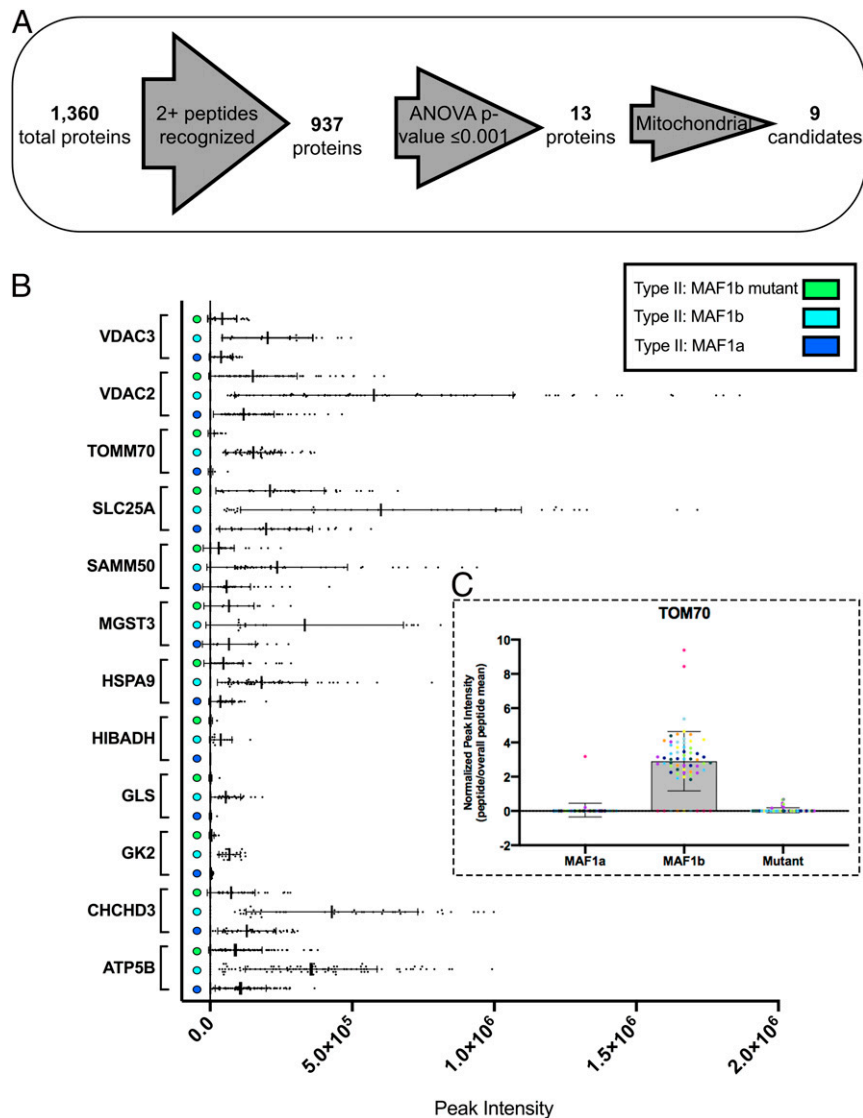 A
1,360
total proteins
2+ peptides
recognized
937
proteins
ANOVA p-
value ≤0.001
13
proteins
Mitochondrial
9
candidates
B
Type II: MAF1b mutant
Type II: MAF1b
Type II: MAF1a
VDAC3
VDAC2
TOMM70
SLC25A
SAMM50
MGST3
HSPA9
HIBADH
GLS
GK2
CHCHD3
ATP5B
0.0
5.0×10⁵
1.0×10⁶
1.5×10⁶
2.0×10⁶
Peak Intensity
C
TOM70
Normalized Peak Intensity
(peptide/overall peptide mean)
10
8
6
4
2
0
-2
MAF1a
MAF1b
Mutant